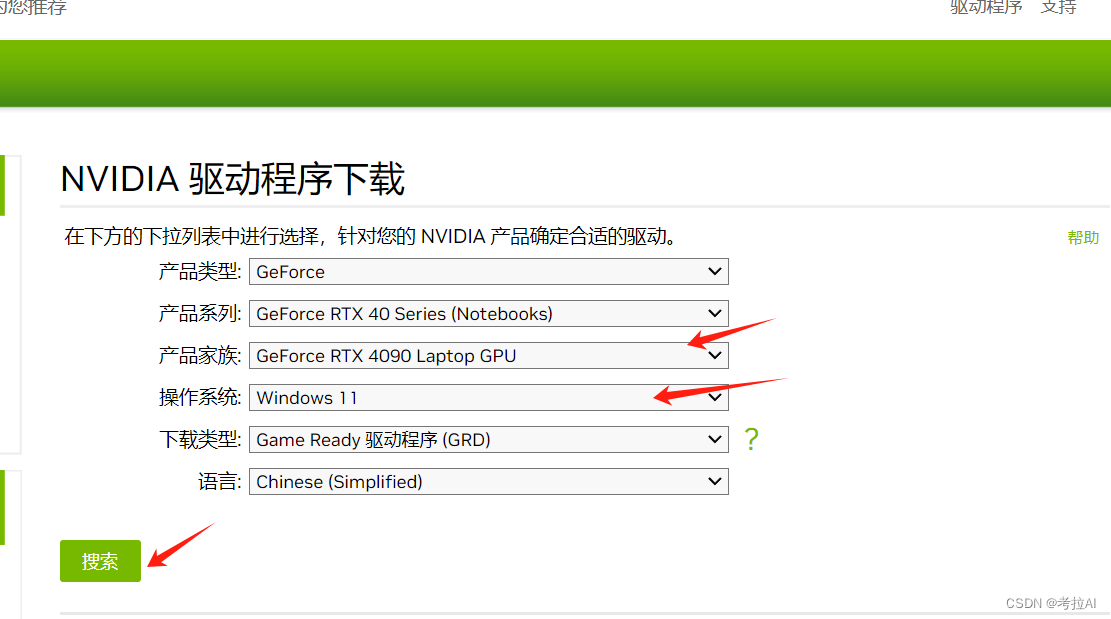 为您推荐 驱动程序 支持
NVIDIA 驱动程序下载
在下方的下拉列表中进行选择，针对您的 NVIDIA 产品确定合适的驱动。 帮助
产品类型: GeForce
产品系列: GeForce RTX 40 Series (Notebooks)
产品家族: GeForce RTX 4090 Laptop GPU
操作系统: Windows 11
下载类型: Game Ready 驱动程序 (GRD) ?
语言: Chinese (Simplified)
搜索
CSDN @考拉AI